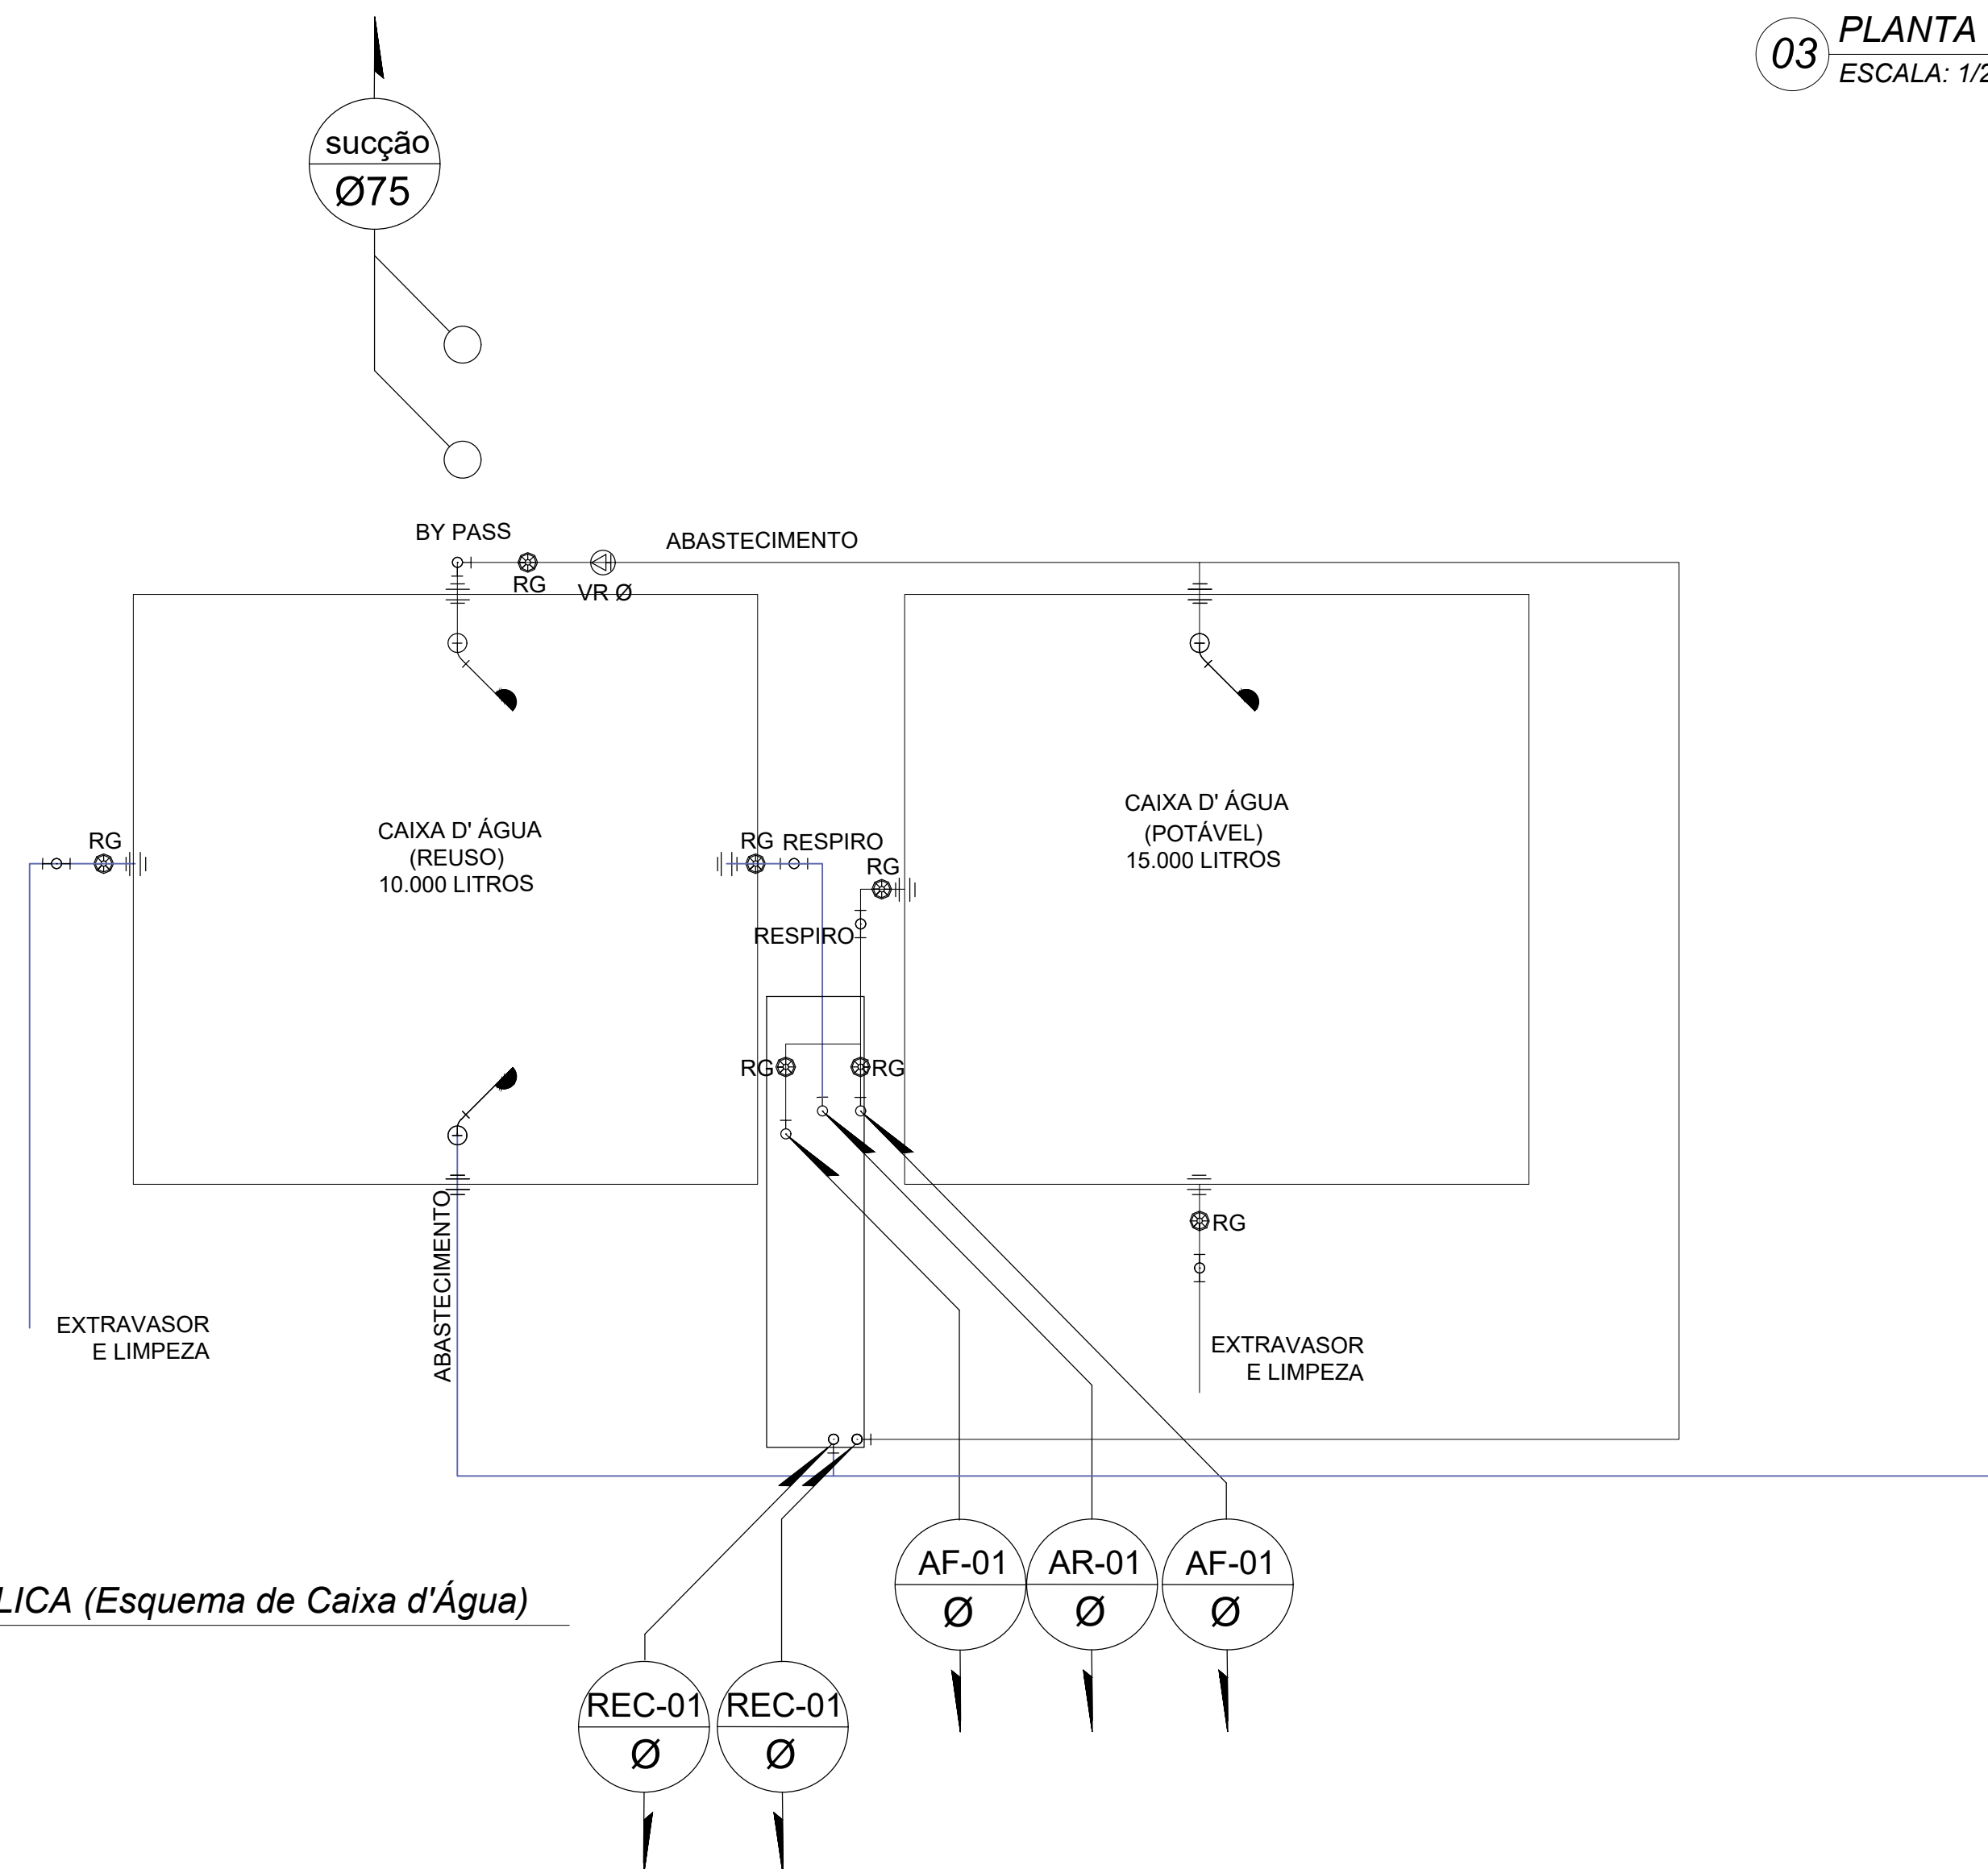 03
PLANTA
ESCALA: 1/2
sucção
Ø75
BY PASS
ABASTECIMENTO
RG
VR Ø
CAIXA D' ÁGUA
(POTÁVEL)
15.000 LITROS
CAIXA D' ÁGUA
(REUSO)
10.000 LITROS
RG
RG
RESPIRO
RG
RESPIRO
RG
RG
ABASTECIMENTO
RG
EXTRAVASOR
E LIMPEZA
EXTRAVASOR
E LIMPEZA
AF-01
Ø
AR-01
Ø
AF-01
Ø
LICA (Esquema de Caixa d'Água)
REC-01
Ø
REC-01
Ø